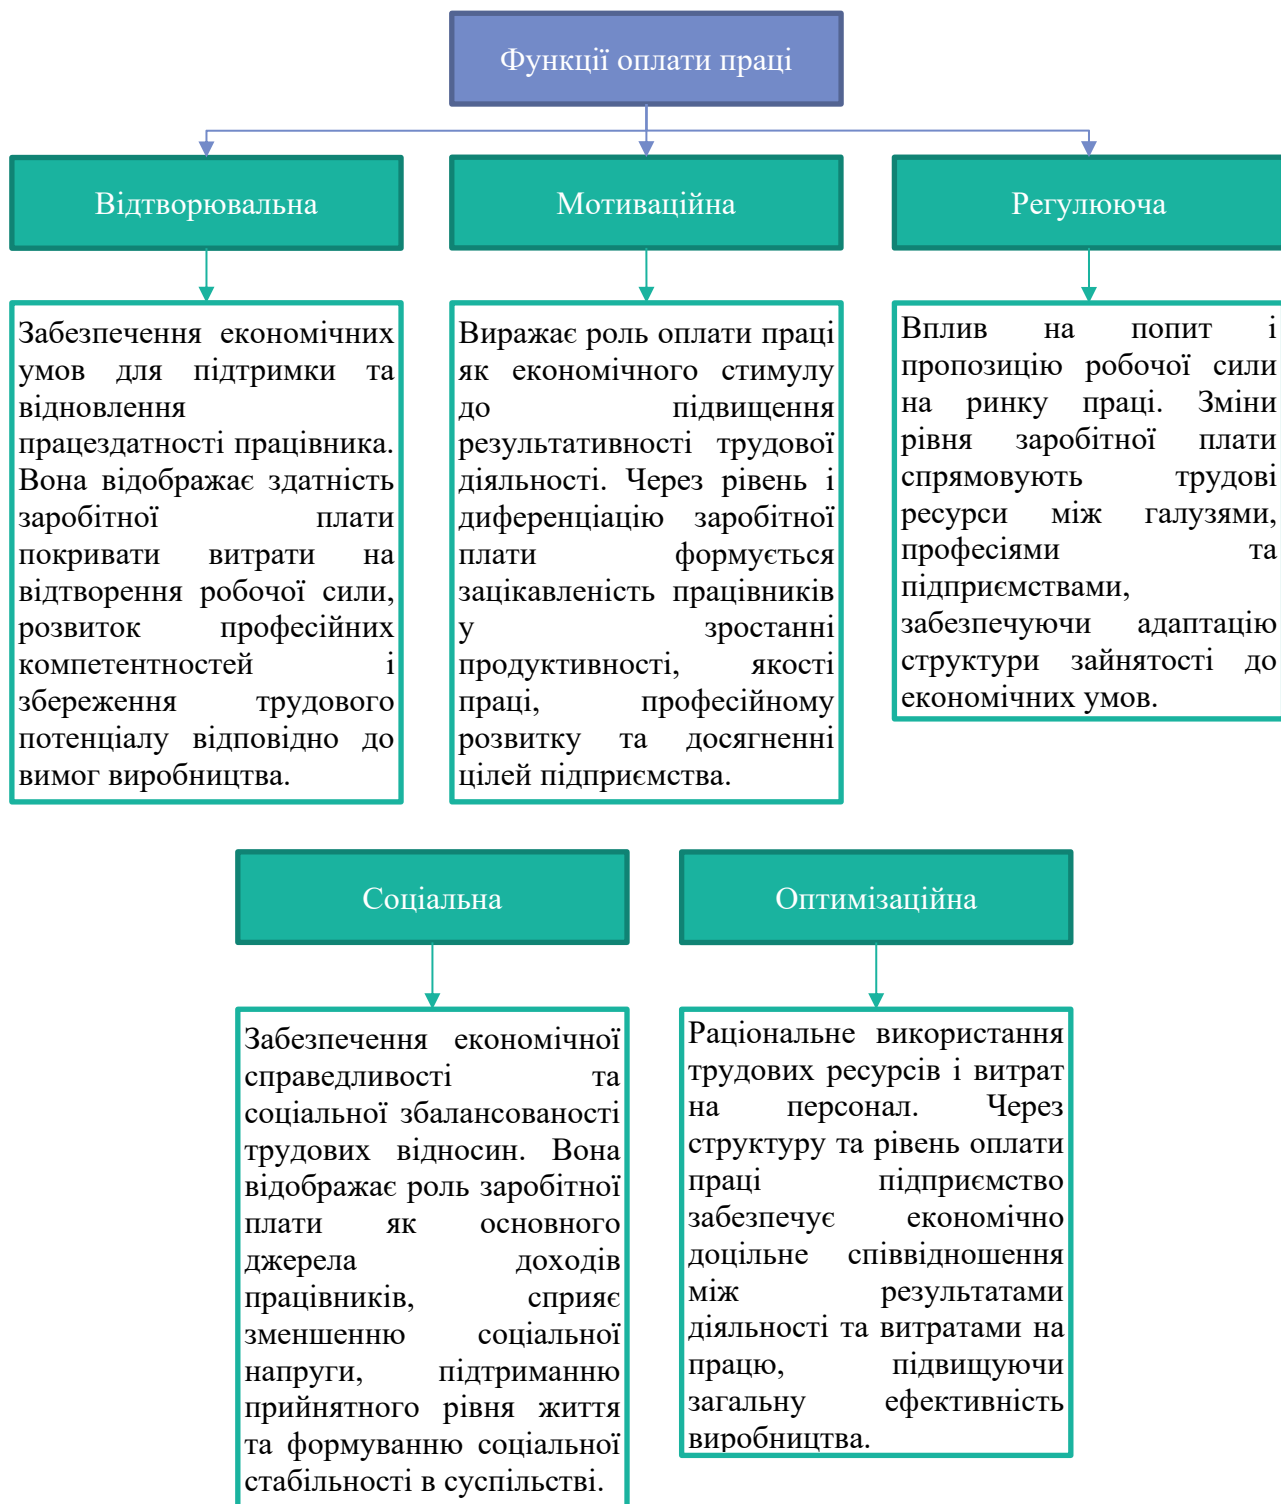 Функції оплати праці
Відтворювальна
Мотиваційна
Регулююча
Забезпечення економічних
умов для підтримки та
відновлення
працездатності працівника.
Вона відображає здатність
заробітної плати
покривати витрати на
відтворення робочої сили,
розвиток професійних
компетентностей і
збереження трудового
потенціалу відповідно до
вимог виробництва.
Виражає роль оплати праці
як економічного стимулу
до підвищення
результативності трудової
діяльності. Через рівень і
диференціацію заробітної
плати формується
зацікавленість працівників
у зростанні
продуктивності, якості
праці, професійному
розвитку та досягненні
цілей підприємства.
Вплив на попит і
пропозицію робочої сили
на ринку праці. Зміни
рівня заробітної плати
спрямовують трудові
ресурси між галузями,
професіями та
підприємствами,
забезпечуючи адаптацію
структури зайнятості до
економічних умов.
Соціальна
Оптимізаційна
Забезпечення економічної
справедливості та
соціальної збалансованості
трудових відносин. Вона
відображає роль заробітної
плати як основного
джерела доходів
працівників, сприяє
зменшенню соціальної
напруги, підтриманню
прийнятного рівня життя
та формуванню соціальної
стабільності в суспільстві.
Раціональне використання
трудових ресурсів і витрат
на персонал. Через
структуру та рівень оплати
праці підприємство
забезпечує економічно
доцільне співвідношення
між результатами
діяльності та витратами на
працю, підвищуючи
загальну ефективність
виробництва.